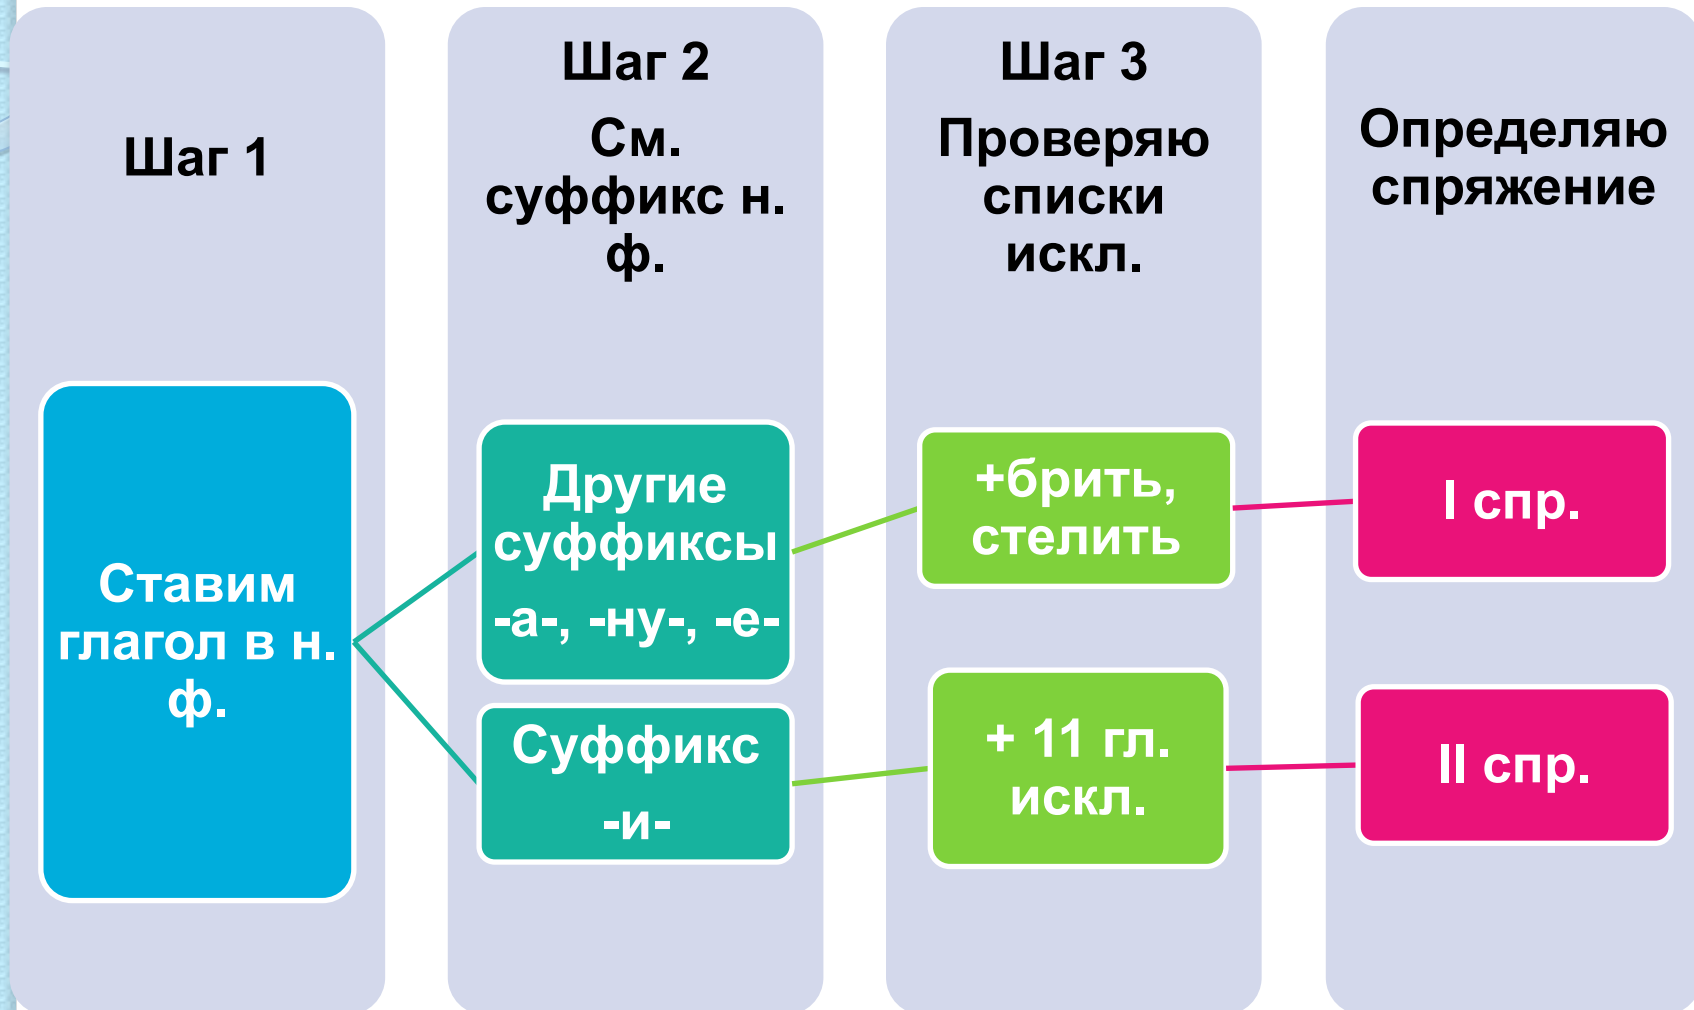 Шаг 1
Ставим
глагол в н.
ф.
Шаг 2
См.
суффикс н.
ф.
Другие
суффиксы
-а-, -ну-, -е-
Суффикс
-и-
Шаг 3
Проверяю
списки
искл.
+брить,
стелить
+ 11 гл.
искл.
Определяю
спряжение
I спр.
II спр.